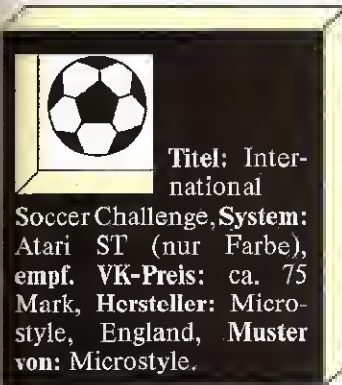 Titel: Inter-
national
Soccer Challenge, System:
Atari ST (nur Farbe),
empf. VK-Preis: ca. 75
Mark, Hersteller: Micro-
style, England, Muster
von: Microstyle.